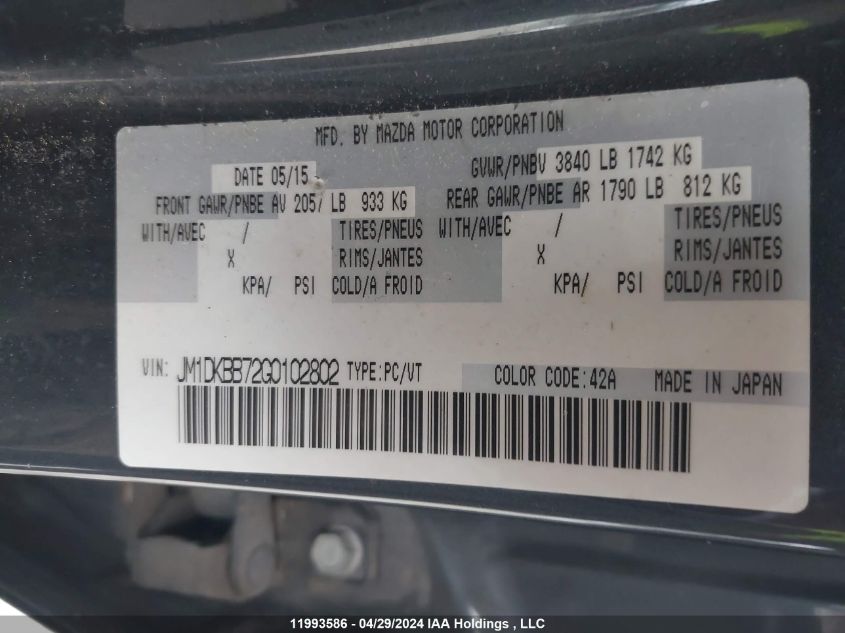 MFD. BY MAZDA MOTOR CORPORATION
DATE 05/15 GVWR/PNBV 3840 LB 1742 KG
FRONT GAWR/PNBE AV 2057 LB 933 KG REAR GAWR/PNBE AR 1790 LB 812 KG
WITH/AVEC / TIRES/PNEUS WITH/AVEC / TIRES/PNEUS
X RIMS/JANTES X RIMS/JANTES
KPA/ PSI COLD/A FROID KPA/ PSI COLD/A FROID
VIN: JM1DKBB72G0102802 TYPE:PC/VT COLOR CODE:42A MADE IN JAPAN
11993586 - 04/29/2024 IAA Holdings , LLC